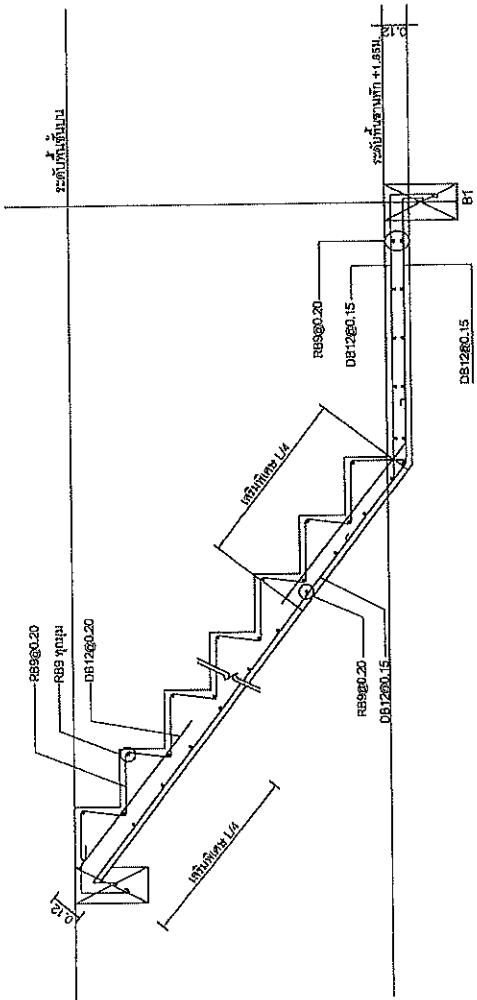 0.12
ระดับพื้นชั้นบน
ระดับพื้นชานพัก +1.85ม.
B1
RB9@0.20
DB12@0.15
DB12@0.15
เสริมพิเศษ L/4
RB9@0.20
RB9 ทุกมุม
DB12@0.20
RB9@0.20
DB12@0.15
เสริมพิเศษ L/4
0.12